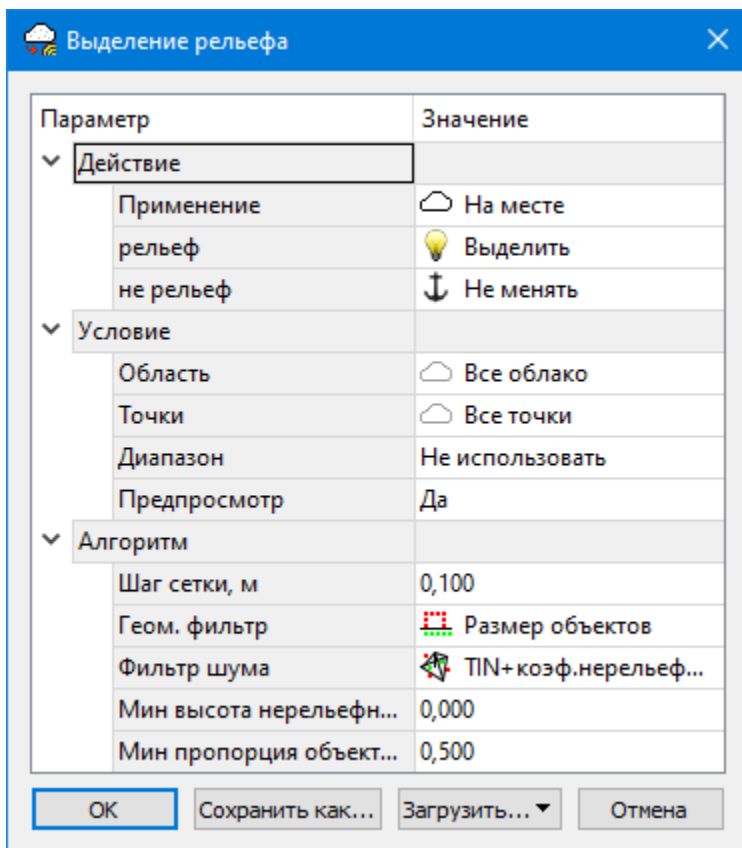 Выделение рельефа
Параметр Значение
Действие
Применение На месте
рельеф Выделить
не рельеф Не менять
Условие
Область Все облако
Точки Все точки
Диапазон Не использовать
Предпросмотр Да
Алгоритм
Шаг сетки, м 0,100
Геом. фильтр Размер объектов
Фильтр шума TIN+коэф.нерельеф...
Мин высота нерельефн... 0,000
Мин пропорция объект... 0,500
OK Сохранить как... Загрузить... Отмена